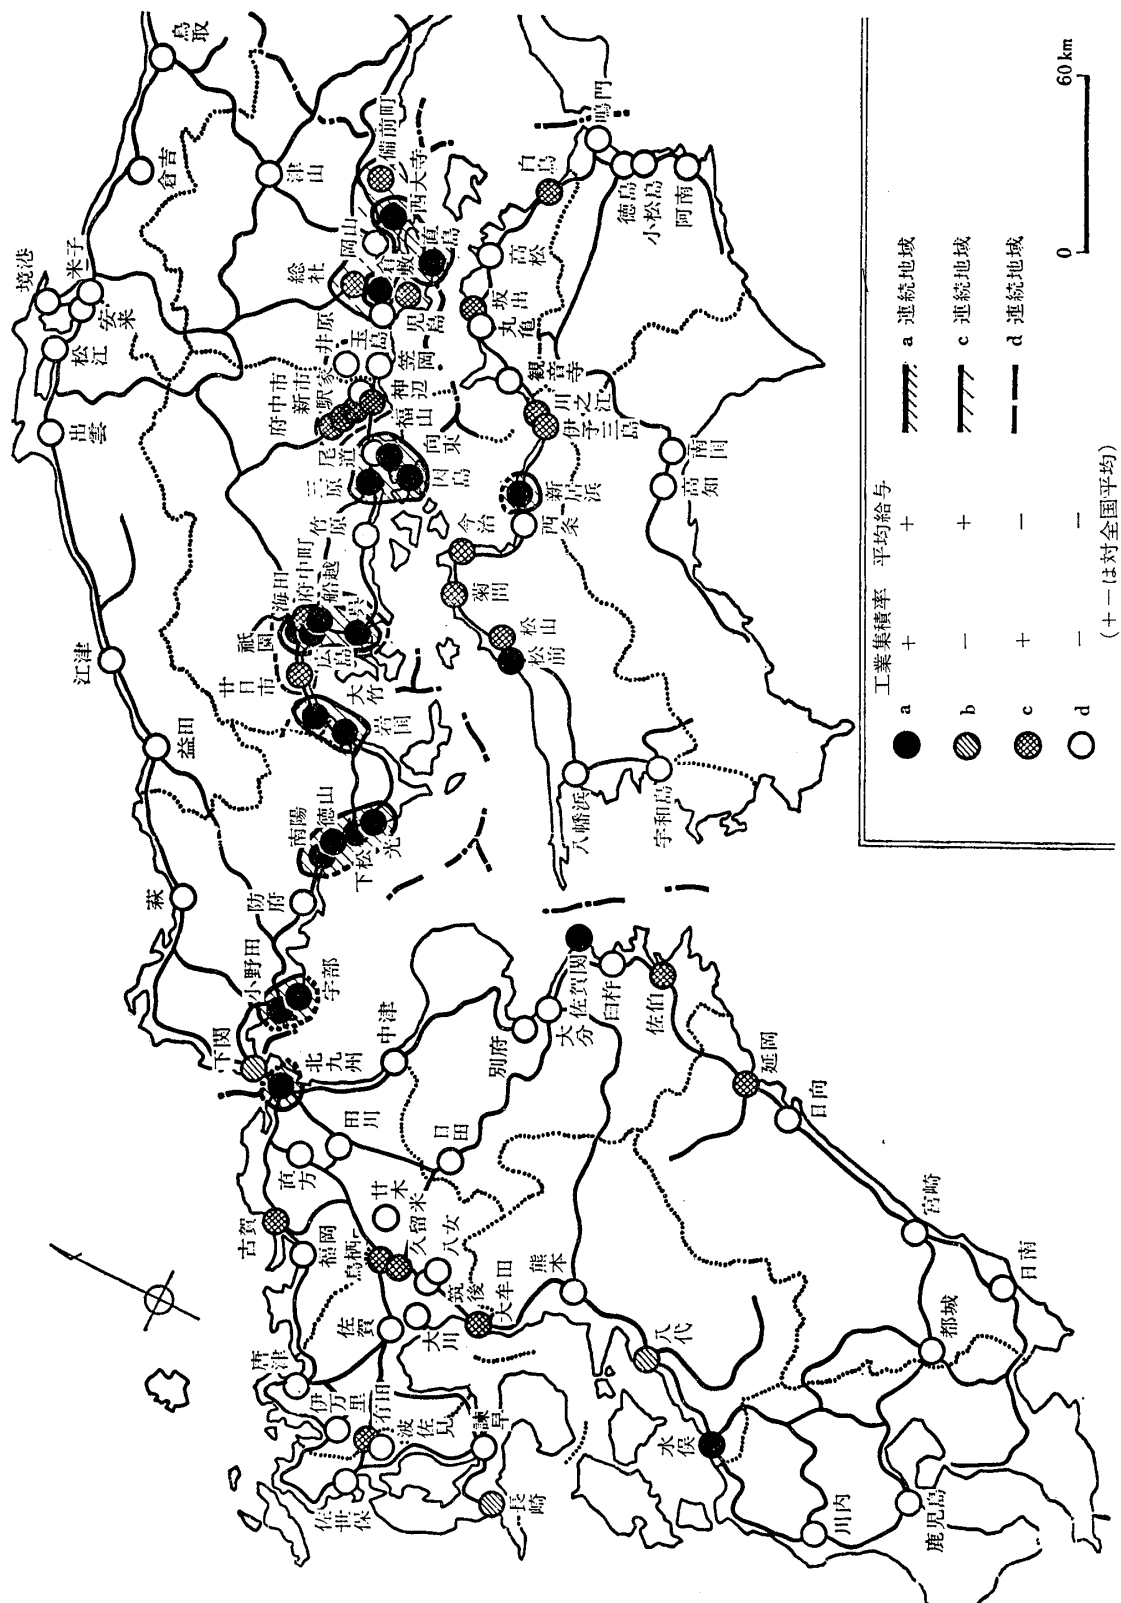 鳥取
倉吉
境港
米子
安来
松江
出雲
江津
益田
萩
津山
備前町
西大寺
岡山
直島
総社
倉敷
児島
玉島
井原
笠岡
府中市
新市
駅家
神辺
福山
尾道
向東
三原
因島
竹原
海田
府中町
船越
呉
祇園
広島
廿日市
大竹
岩国
南陽
徳山
下松
光
防府
小野田
宇部
下関
北九州
鳴門
白鳥
徳島
小松島
阿南
高松
坂出
丸亀
観音寺
川之江
伊予三島
新居浜
西条
今治
菊間
松山
松前
南国
高知
八幡浜
宇和島
中津
別府
大分
佐賀関
臼杵
佐伯
延岡
日向
宮崎
日南
都城
田川
直方
日田
甘木
古賀
福岡
鳥栖
久留米
八女
筑後
大牟田
大川
佐賀
唐津
伊万里
有田
波佐見
諫早
佐世保
長崎
熊本
八代
水俣
川内
鹿児島
工業集積率 平均給与
a + + a 連続地域
b − + c 連続地域
c + − d 連続地域
d − −
(+−は対全国平均)
0 60km